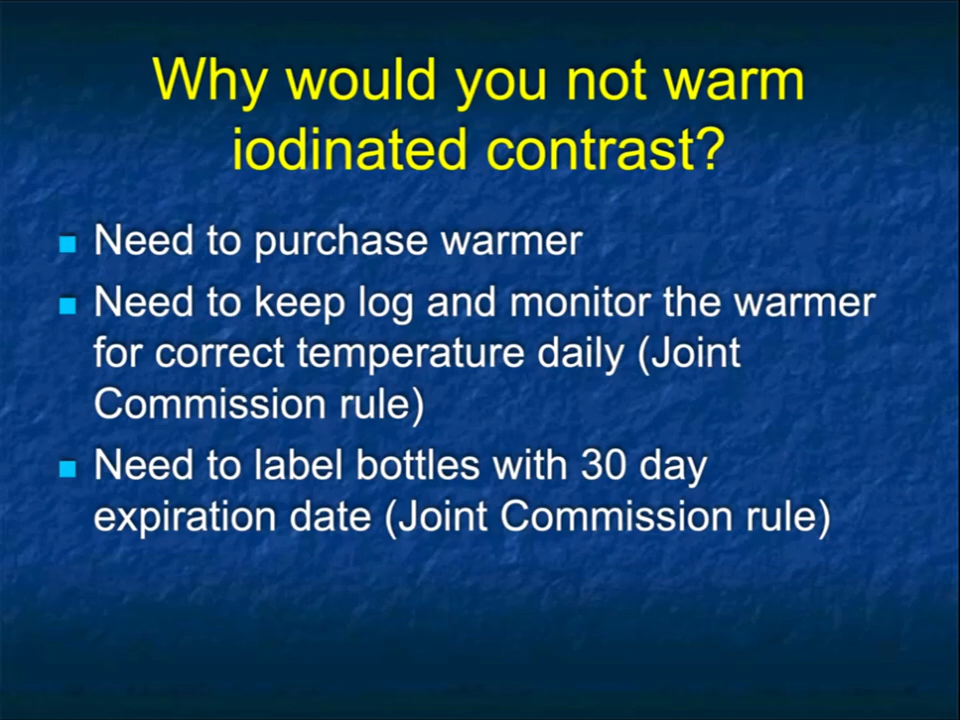 Why would you not warm
iodinated contrast?
Need to purchase warmer
Need to keep log and monitor the warmer
for correct temperature daily (Joint
Commission rule)
Need to label bottles with 30 day
expiration date (Joint Commission rule)